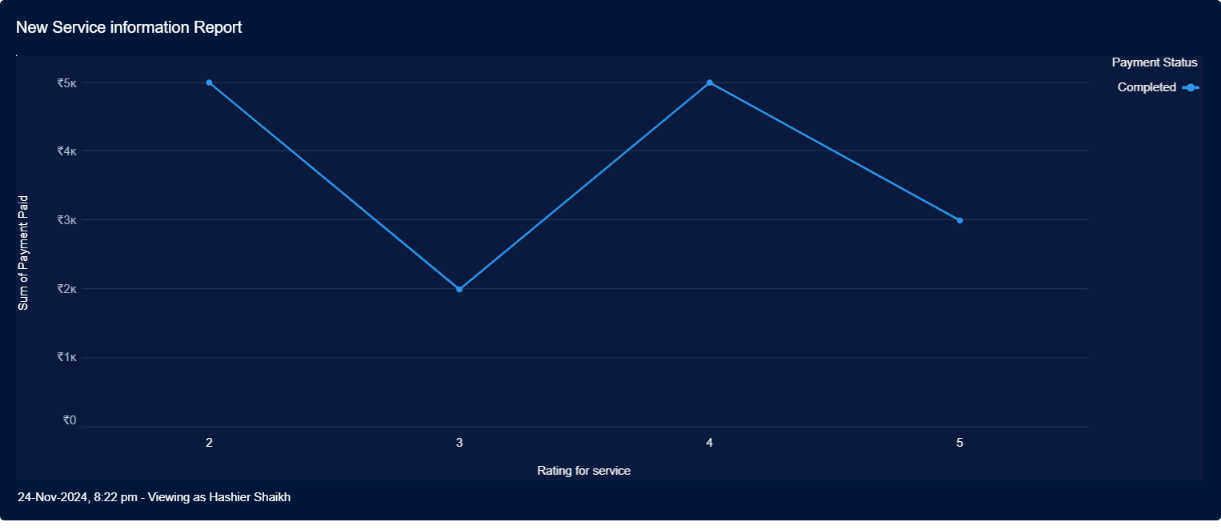 New Service information Report
Payment Status
Completed
₹5K
₹4K
₹3K
₹2K
₹1K
₹0
Sum of Payment Paid
2 3 4 5
Rating for service
24-Nov-2024, 8:22 pm - Viewing as Hashier Shaikh